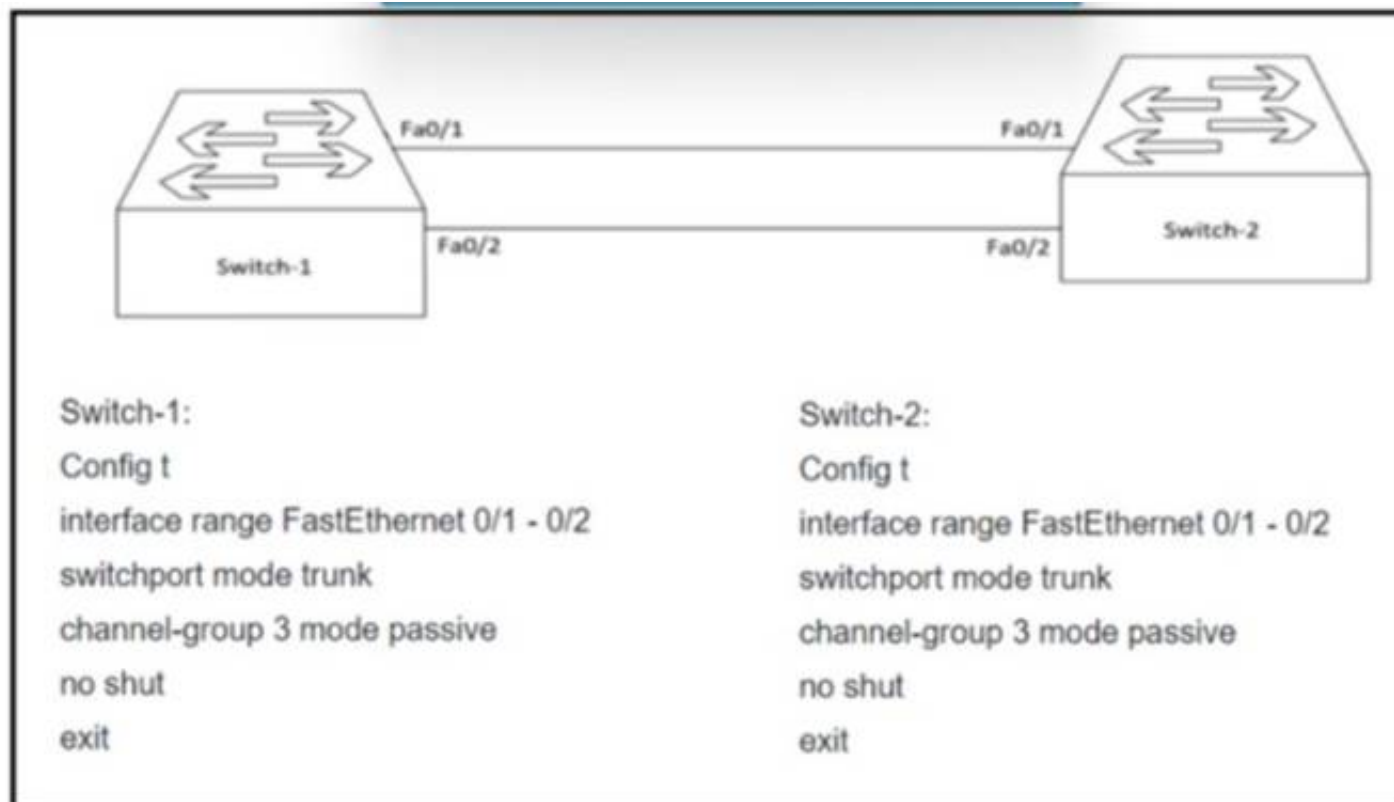 Fa0/1
Fa0/1
Fa0/2
Fa0/2
Switch-1
Switch-2
Switch-1:
Config t
interface range FastEthernet 0/1 - 0/2
switchport mode trunk
channel-group 3 mode passive
no shut
exit
Switch-2:
Config t
interface range FastEthernet 0/1 - 0/2
switchport mode trunk
channel-group 3 mode passive
no shut
exit